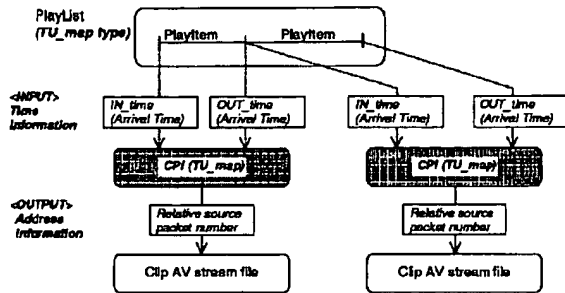 PlayList
(TU_map type)
PlayItem
PlayItem
<INPUT>
Time
Information
IN_time
(Arrival Time)
OUT_time
(Arrival Time)
IN_time
(Arrival Time)
OUT_time
(Arrival Time)
CPI (TU_map)
CPI (TU_map)
<OUTPUT>
Address
Information
Relative source
packet number
Relative source
packet number
Clip AV stream file
Clip AV stream file